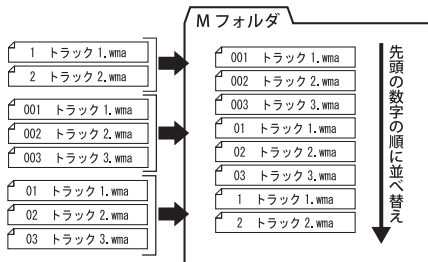 Mフォルダ
1 トラック1.wma
2 トラック2.wma
001 トラック1.wma
002 トラック2.wma
003 トラック3.wma
01 トラック1.wma
02 トラック2.wma
03 トラック3.wma
001 トラック1.wma
002 トラック2.wma
003 トラック3.wma
01 トラック1.wma
02 トラック2.wma
03 トラック3.wma
1 トラック1.wma
2 トラック2.wma
先頭の数字の順に並べ替え